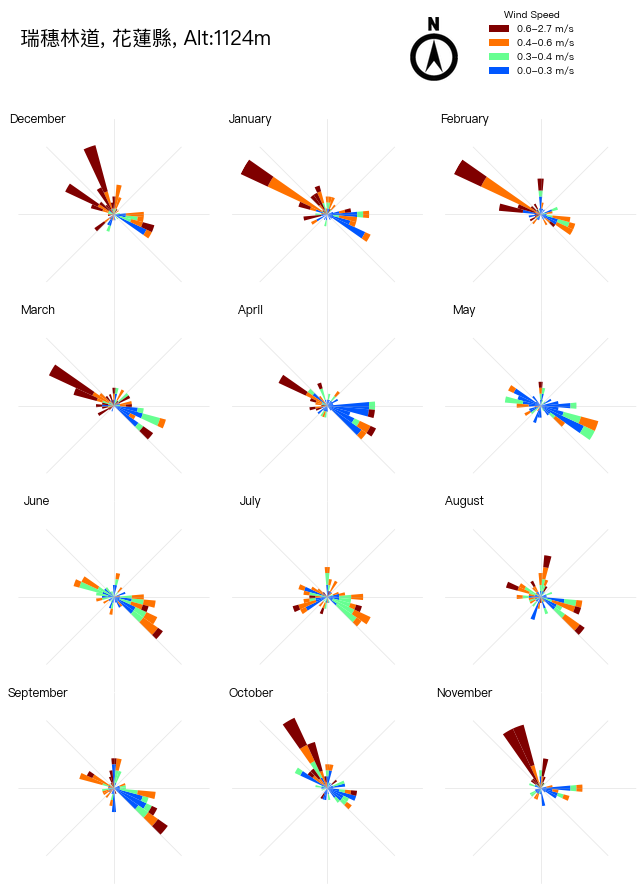 瑞穗林道, 花蓮縣, Alt:1124m
N
Wind Speed
0.6–2.7 m/s
0.4–0.6 m/s
0.3–0.4 m/s
0.0–0.3 m/s
December
January
February
March
April
May
June
July
August
September
October
November